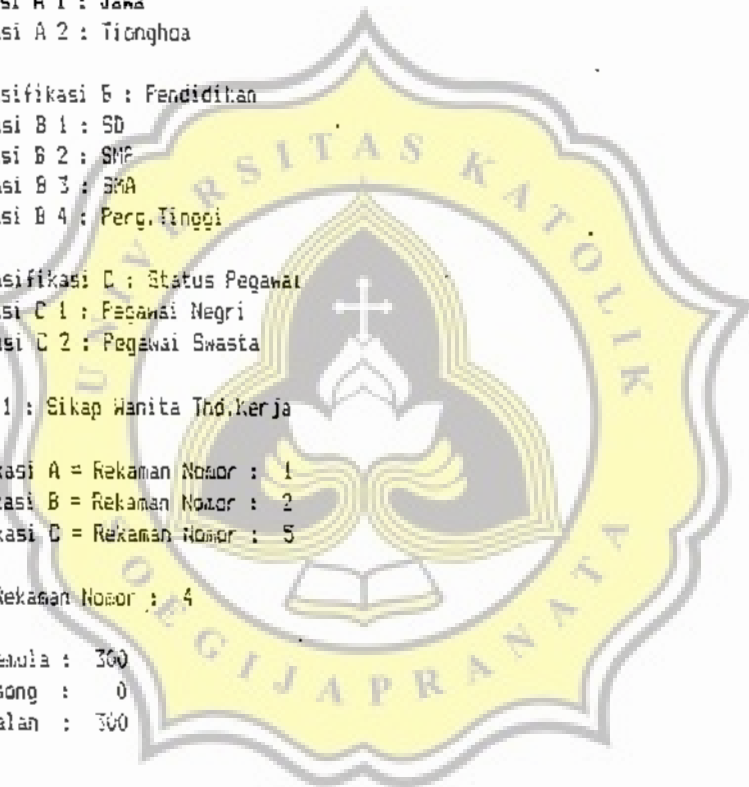 si A 1 : Jawa
si A 2 : Tionghoa
sifikasi B : Pendidikan
si B 1 : SD
si B 2 : SMP
si B 3 : SMA
si B 4 : Perg.Tinggi
sifikasi C : Status Pegawai
si C 1 : Pegawai Negri
si C 2 : Pegawai Swasta
1 : Sikap Wanita Thd.Kerja
kasi A = Rekaman Nomor : 1
kasi B = Rekaman Nomor : 2
kasi C = Rekaman Nomor : 5
Rekaman Nomor : 4
emula : 300
song : 0
alan : 300
UNIVERSITAS KATOLIK
SOEGIJAPRANATA